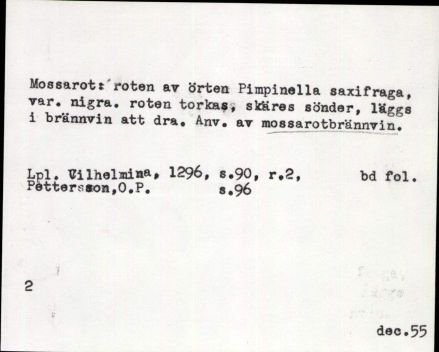 Mossarot: roten av örten Pimpinella saxifraga,
var. nigra. roten torkas, skäres sönder, läggs
i brännvin att dra. Anv. av mossarotbrännvin.
Lpl. Vilhelmina, 1296, s.90, r.2, bd fol.
Pettersson,O.P. s.96
2
dec.55